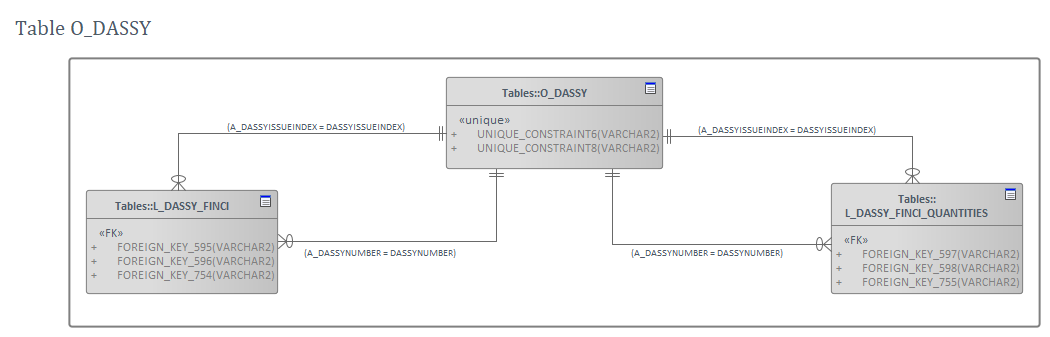 Table O_DASSY
Tables::O_DASSY
«unique»
+ UNIQUE_CONSTRAINT6(VARCHAR2)
+ UNIQUE_CONSTRAINT8(VARCHAR2)
(A_DASSYISSUEINDEX = DASSYISSUEINDEX)
(A_DASSYISSUEINDEX = DASSYISSUEINDEX)
Tables::L_DASSY_FINCI
«FK»
+ FOREIGN_KEY_595(VARCHAR2)
+ FOREIGN_KEY_596(VARCHAR2)
+ FOREIGN_KEY_754(VARCHAR2)
(A_DASSYNUMBER = DASSYNUMBER)
(A_DASSYNUMBER = DASSYNUMBER)
Tables::
L_DASSY_FINCI_QUANTITIES
«FK»
+ FOREIGN_KEY_597(VARCHAR2)
+ FOREIGN_KEY_598(VARCHAR2)
+ FOREIGN_KEY_755(VARCHAR2)